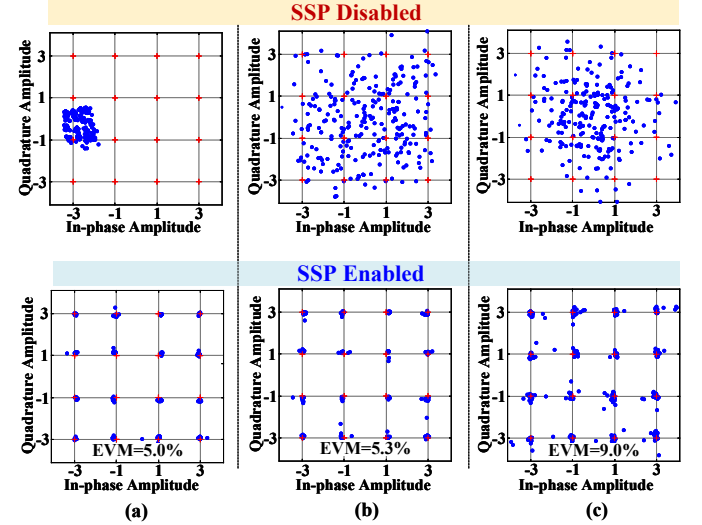 SSP Disabled
Quadrature Amplitude
3
1
-1
-3
-3 -1 1 3
In-phase Amplitude
Quadrature Amplitude
3
1
-1
-3
-3 -1 1 3
In-phase Amplitude
Quadrature Amplitude
3
1
-1
-3
-3 -1 1 3
In-phase Amplitude
SSP Enabled
Quadrature Amplitude
3
1
-1
-3
EVM=5.0%
-3 -1 1 3
In-phase Amplitude
(a)
Quadrature Amplitude
3
1
-1
-3
EVM=5.3%
-3 -1 1 3
In-phase Amplitude
(b)
Quadrature Amplitude
3
1
-1
-3
EVM=9.0%
-3 -1 1 3
In-phase Amplitude
(c)